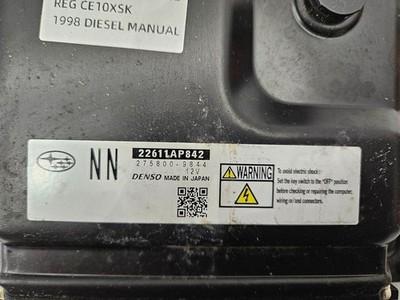 REG CE10XSK
1998 DIESEL MANUAL
NN
22611AP842
275800-9844
12V
DENSO MADE IN JAPAN
WARNING
To avoid electric shock:
Set the key switch to the "OFF" position
before checking or repairing the computer,
wiring or and connectors.